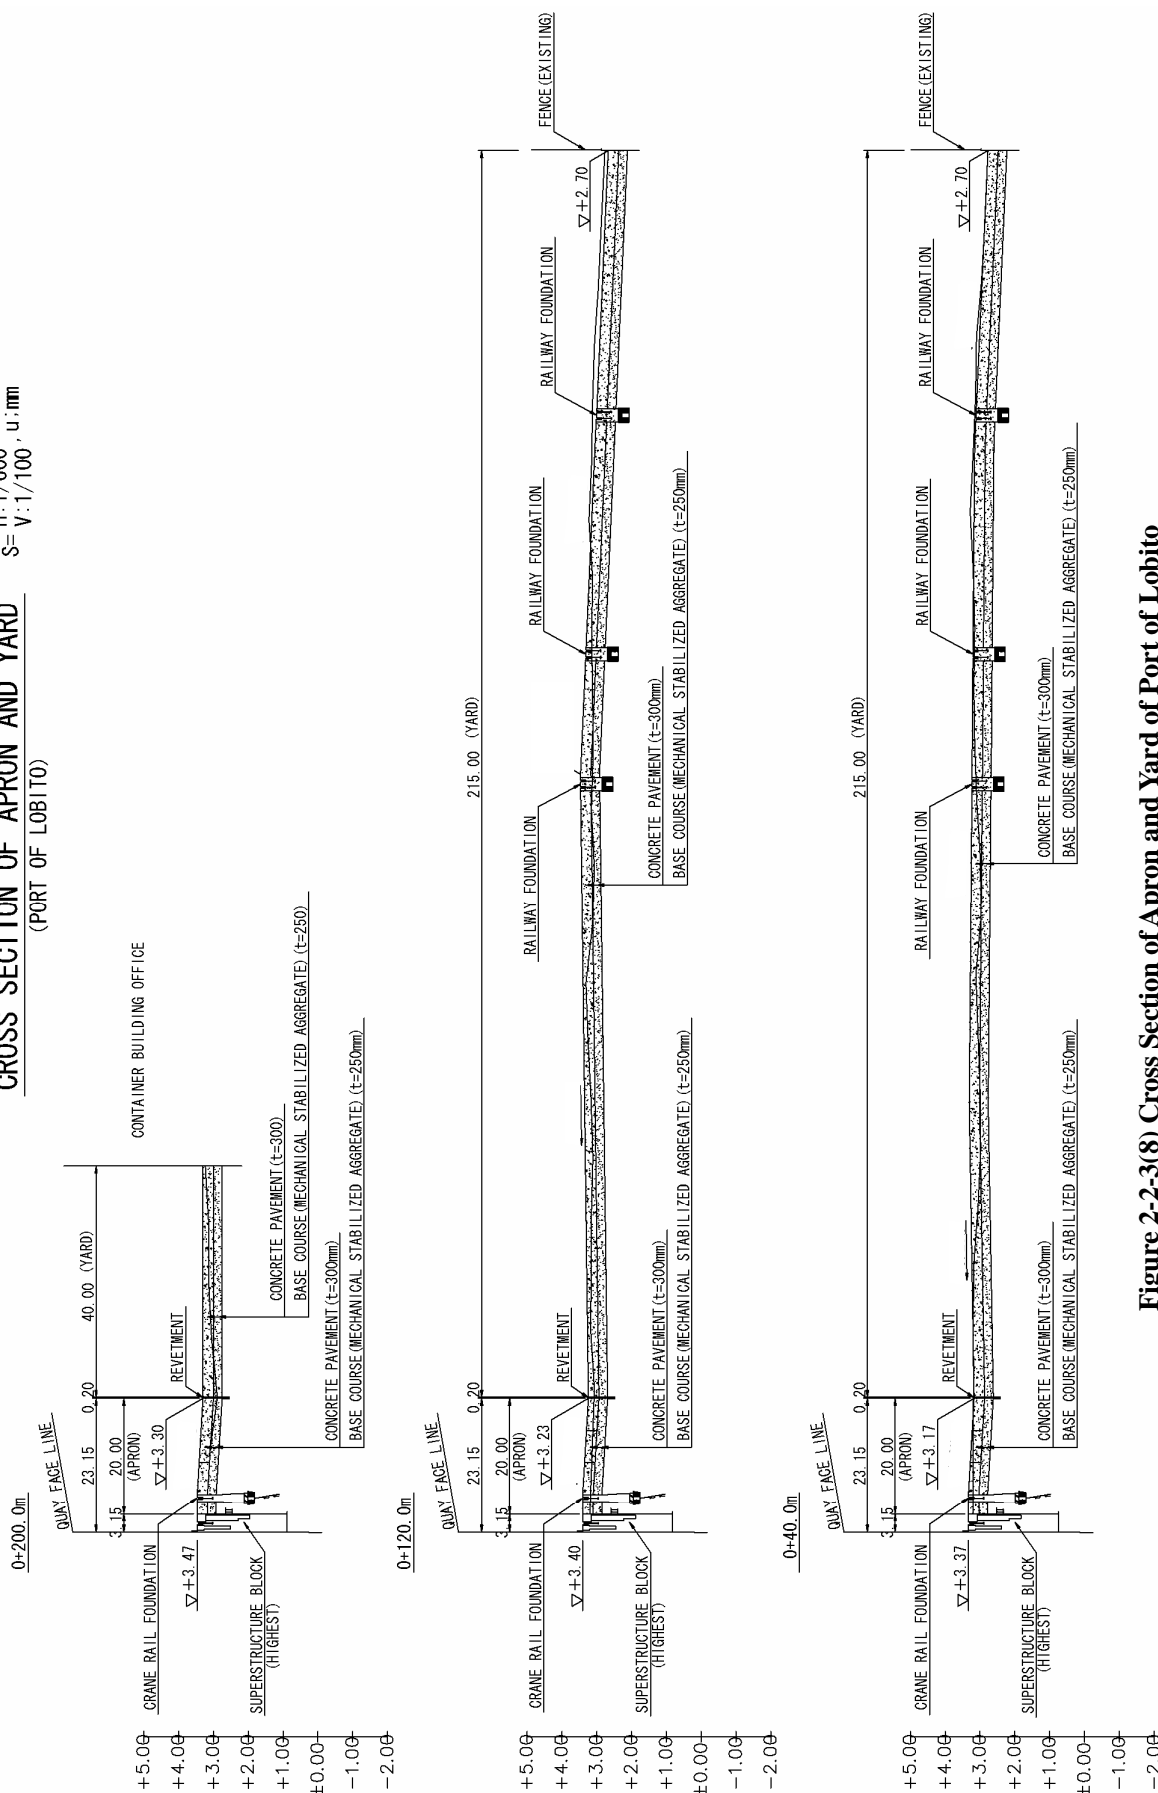 CROSS SECTION OF APRON AND YARD
(PORT OF LOBITO)
S=
V:1/100 , u;mm
0+200.0m
QUAY FACE LINE
23.15
0.20
40.00 (YARD)
3.15
20.00
(APRON)
CONTAINER BUILDING OFFICE
▽+3.47
▽+3.30
REVETMENT
CRANE RAIL FOUNDATION
SUPERSTRUCTURE BLOCK
(HIGHEST)
CONCRETE PAVEMENT(t=300)
BASE COURSE(MECHANICAL STABILIZED AGGREGATE)(t=250)
CONCRETE PAVEMENT(t=300mm)
BASE COURSE(MECHANICAL STABILIZED AGGREGATE)(t=250mm)
+5.00
+4.00
+3.00
+2.00
+1.00
±0.00
-1.00
-2.00
0+120.0m
QUAY FACE LINE
23.15
0.20
215.00 (YARD)
3.15
20.00
(APRON)
▽+3.40
▽+3.23
REVETMENT
RAILWAY FOUNDATION
RAILWAY FOUNDATION
RAILWAY FOUNDATION
▽+2.70
FENCE(EXISTING)
CRANE RAIL FOUNDATION
SUPERSTRUCTURE BLOCK
(HIGHEST)
CONCRETE PAVEMENT(t=300mm)
BASE COURSE(MECHANICAL STABILIZED AGGREGATE)(t=250mm)
CONCRETE PAVEMENT(t=300mm)
BASE COURSE(MECHANICAL STABILIZED AGGREGATE)(t=250mm)
+5.00
+4.00
+3.00
+2.00
+1.00
±0.00
-1.00
-2.00
0+40.0m
QUAY FACE LINE
23.15
0.20
215.00 (YARD)
3.15
20.00
(APRON)
▽+3.37
▽+3.17
REVETMENT
RAILWAY FOUNDATION
RAILWAY FOUNDATION
RAILWAY FOUNDATION
▽+2.70
FENCE(EXISTING)
CRANE RAIL FOUNDATION
SUPERSTRUCTURE BLOCK
(HIGHEST)
CONCRETE PAVEMENT(t=300mm)
BASE COURSE(MECHANICAL STABILIZED AGGREGATE)(t=250mm)
CONCRETE PAVEMENT(t=300mm)
BASE COURSE(MECHANICAL STABILIZED AGGREGATE)(t=250mm)
+5.00
+4.00
+3.00
+2.00
+1.00
±0.00
-1.00
-2.00
Figure 2-2-3(8) Cross Section of Apron and Yard of Port of Lobito